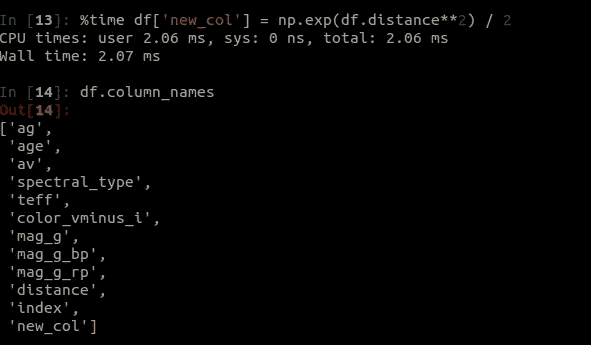 In [13]: %time df['new_col'] = np.exp(df.distance**2) / 2
CPU times: user 2.06 ms, sys: 0 ns, total: 2.06 ms
Wall time: 2.07 ms
In [14]: df.column_names
Out[14]:
['ag',
'age',
'av',
'spectral_type',
'teff',
'color_vminus_i',
'mag_g',
'mag_g_bp',
'mag_g_rp',
'distance',
'index',
'new_col']